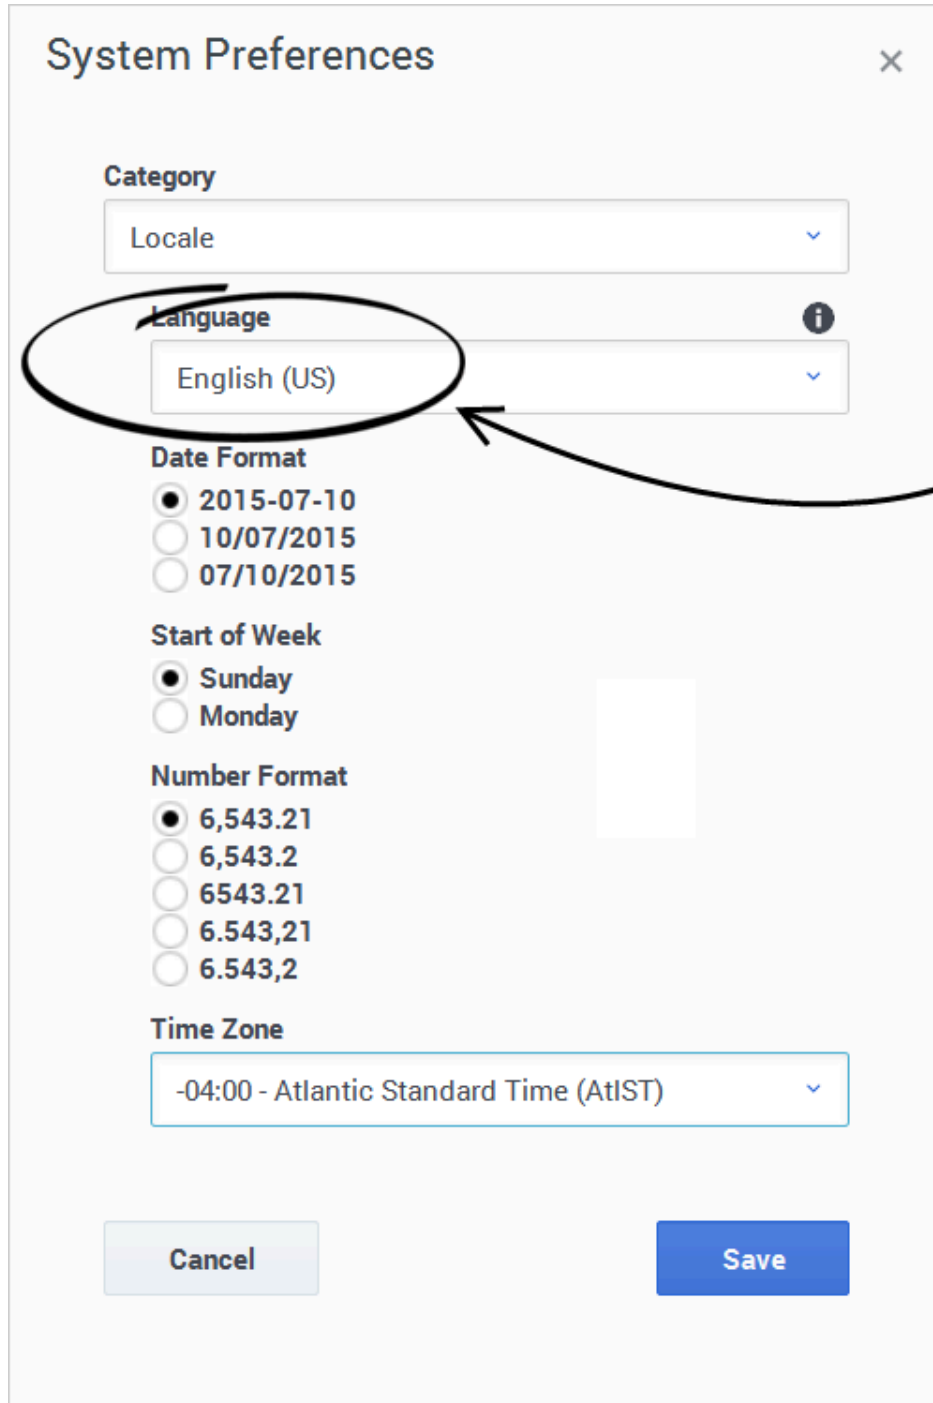 System Preferences
Category
Locale
Language
English (US)
Date Format
2015-07-10
10/07/2015
07/10/2015
Start of Week
Sunday
Monday
Number Format
6,543.21
6,543.2
6543.21
6.543,21
6.543,2
Time Zone
-04:00 - Atlantic Standard Time (AtlST)
Cancel
Save